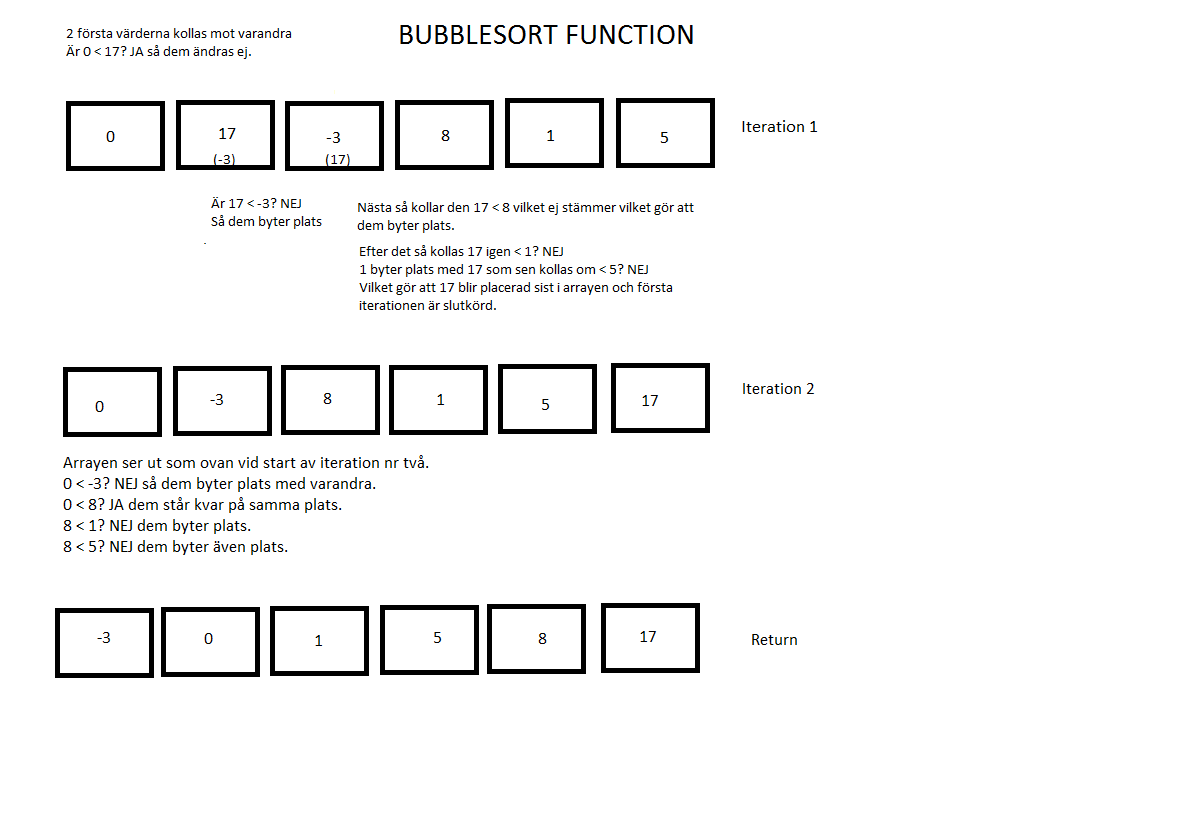 BUBBLESORT FUNCTION
2 första värderna kollas mot varandra
Är 0 < 17? JA så dem ändras ej.
0 17 -3 8 1 5 Iteration 1
(-3) (17)
Är 17 < -3? NEJ
Så dem byter plats
.
Nästa så kollar den 17 < 8 vilket ej stämmer vilket gör att
dem byter plats.
Efter det så kollas 17 igen < 1? NEJ
1 byter plats med 17 som sen kollas om < 5? NEJ
Vilket gör att 17 blir placerad sist i arrayen och första
iterationen är slutkörd.
0 -3 8 1 5 17 Iteration 2
Arrayen ser ut som ovan vid start av iteration nr två.
0 < -3? NEJ så dem byter plats med varandra.
0 < 8? JA dem står kvar på samma plats.
8 < 1? NEJ dem byter plats.
8 < 5? NEJ dem byter även plats.
-3 0 1 5 8 17 Return